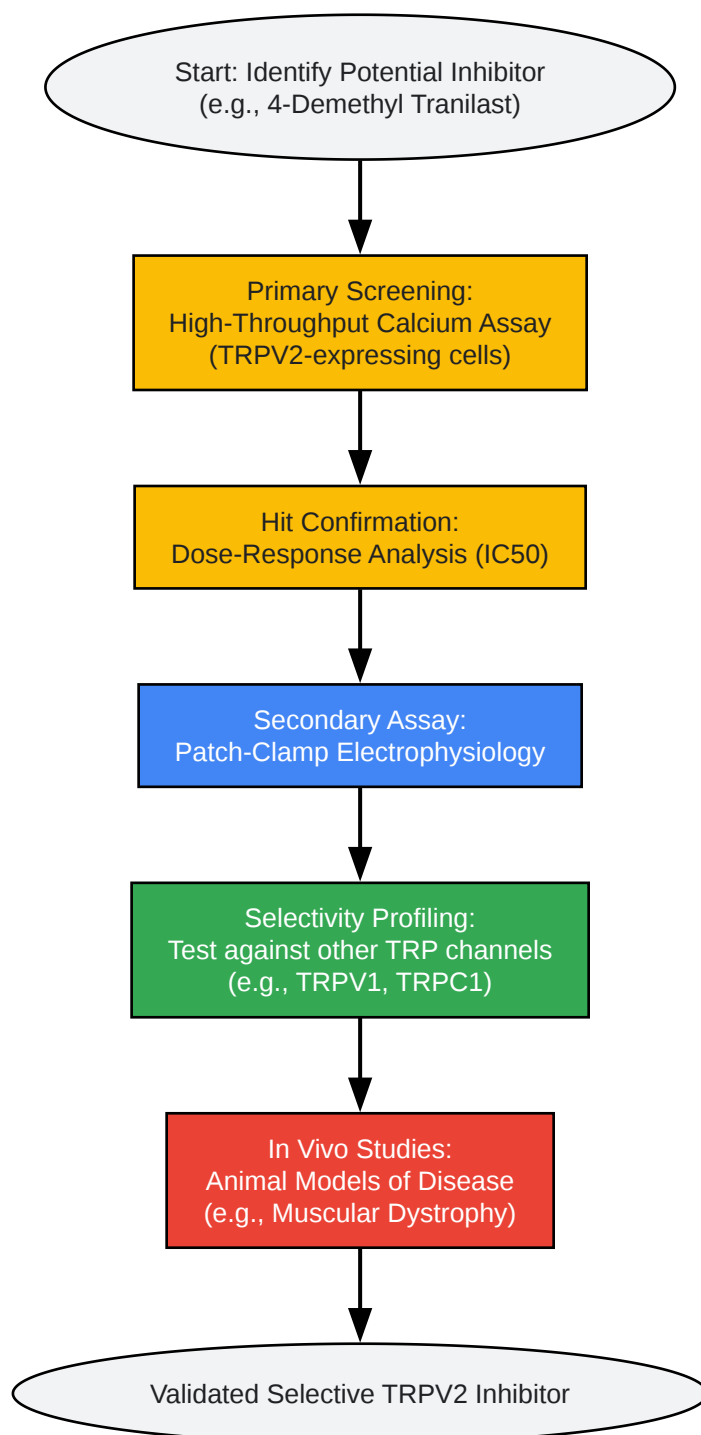 Start: Identify Potential Inhibitor
(e.g., 4-Demethyl Tranilast)
Primary Screening:
High-Throughput Calcium Assay
(TRPV2-expressing cells)
Hit Confirmation:
Dose-Response Analysis (IC50)
Secondary Assay:
Patch-Clamp Electrophysiology
Selectivity Profiling:
Test against other TRP channels
(e.g., TRPV1, TRPC1)
In Vivo Studies:
Animal Models of Disease
(e.g., Muscular Dystrophy)
Validated Selective TRPV2 Inhibitor